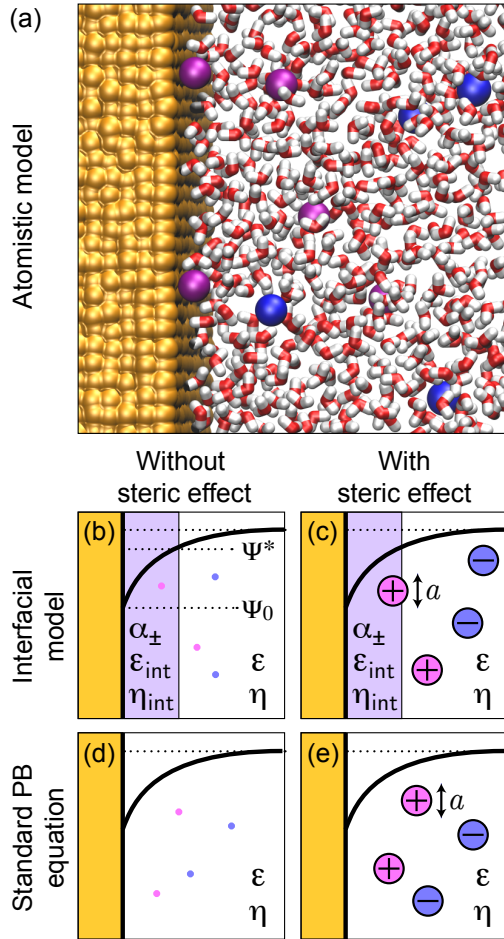 (a)
Atomistic model
Without
steric effect
With
steric effect
Interfacial
model
(b)
Ψ*
Ψ0
α±
εint
ηint
ε
η
(c)
+
−
a
−
+
α±
εint
ηint
ε
η
Standard PB
equation
(d)
ε
η
(e)
+
a
−
+
−
ε
η